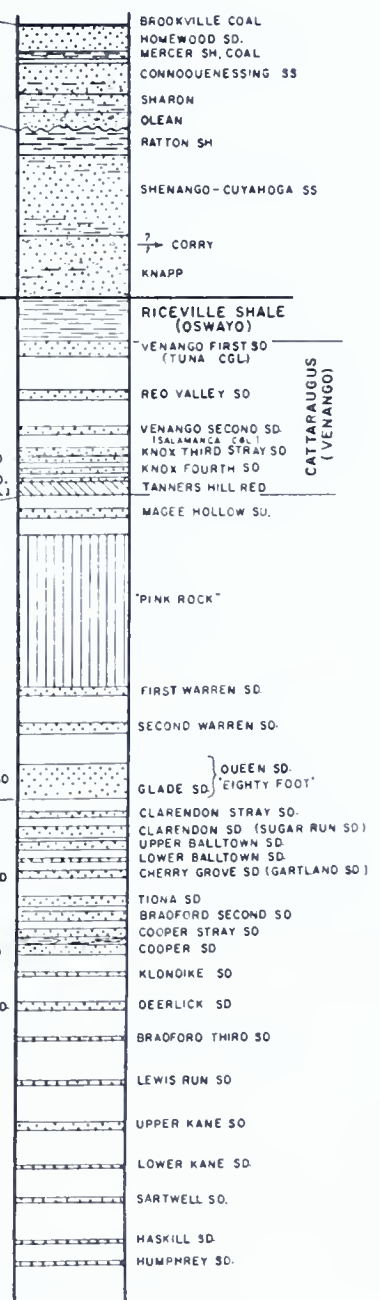 BROOKVILLE COAL
HOMEWOOD SD.
MERCER SH, COAL
CONNOQUENESSING SS
SHARON
OLEAN
RATTON SH
SHENANGO-CUYAHOGA SS
? ? CORRY
KNAPP
RICEVILLE SHALE
(OSWAYO)
VENANGO FIRST SD
(TUNA CGL)
RED VALLEY SD
VENANGO SECOND SD.
(SALAMANCA CGL)
KNOX THIRD STRAY SD
KNOX FOURTH SD
TANNERS HILL RED
CATTARAUGUS
(VENANGO)
MAGEE HOLLOW SD.
"PINK ROCK"
FIRST WARREN SD.
SECOND WARREN SD.
QUEEN SD.
GLADE SD. "EIGHTY FOOT"
CLARENDON STRAY SD.
CLARENDON SD (SUGAR RUN SD)
UPPER BALLTOWN SD.
LOWER BALLTOWN SD.
CHERRY GROVE SD (GARTLAND SD)
TIONA SD
BRADFORD SECOND SD
COOPER STRAY SD
COOPER SD
KLONDIKE SD
DEERLICK SD
BRADFORD THIRD SD
LEWIS RUN SD
UPPER KANE SD
LOWER KANE SD.
SARTWELL SD.
HASKILL SD.
HUMPHREY SD.